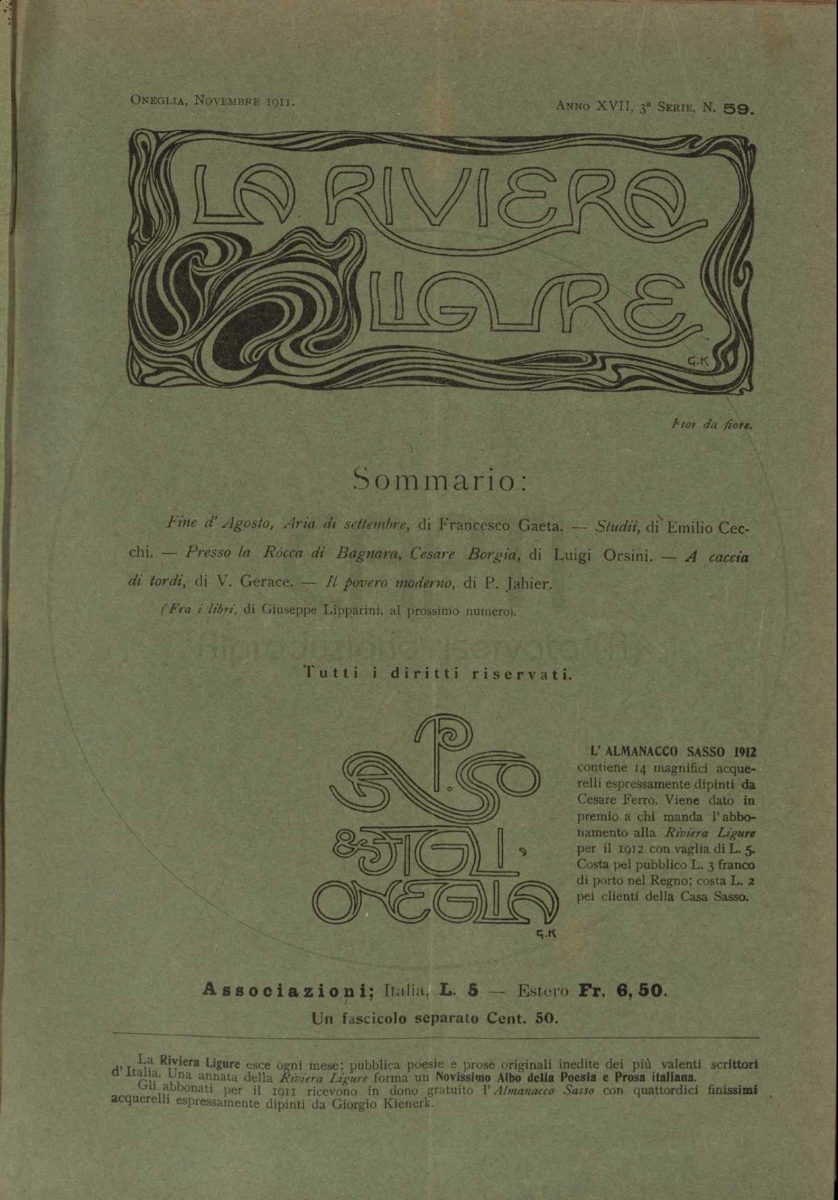 Oneglia, Novembre 1911.
Anno XVII, 3ª Serie, N. 59.
LA RIVIERA
LIGURE
G.K
da fiore.
Sommario:
Fine d' Agosto, Aria di settembre, di Francesco Gaeta. — Studii, di Emilio Cec-
chi. — Presso la Rocca di Bagnara, Cesare Borgia, di Luigi Orsini. — A caccia
di tordi, di V. Gerace. — Il povero moderno, di P. Jahier.
(Fra i libri, di Giuseppe Lipparini, al prossimo numero).
Tutti i diritti riservati.
P. SASSO
& FIGLI,
ONEGLIA
G.K
L' ALMANACCO SASSO 1912
contiene 14 magnifici acque-
relli espressamente dipinti da
Cesare Ferro. Viene dato in
premio a chi manda l' abbo-
namento alla Riviera Ligure
per il 1912 con vaglia di L. 5.
Costa pel pubblico L. 3 franco
di porto nel Regno; costa L. 2
pei clienti della Casa Sasso.
Associazioni; Italia, L. 5 — Estero Fr. 6,50.
Un fascicolo separato Cent. 50.
La Riviera Ligure esce ogni mese; pubblica poesie e prose originali inedite dei più valenti scrittori
d' Italia. Una annata della Riviera Ligure forma un Novissimo Albo della Poesia e Prosa italiana.
Gli abbonati per il 1911 ricevono in dono gratuito l' Almanacco Sasso con quattordici finissimi
acquerelli espressamente dipinti da Giorgio Kienerk.